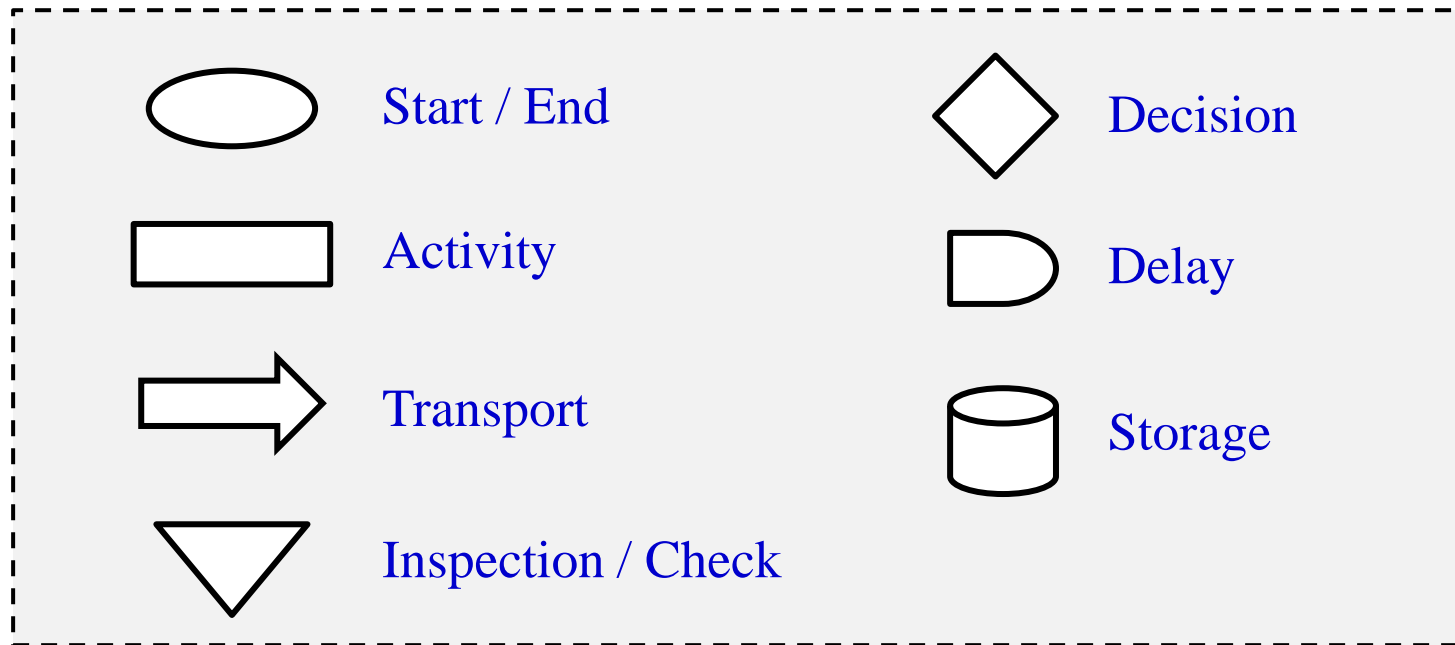 Start / End
Activity
Transport
Inspection / Check
Decision
Delay
Storage